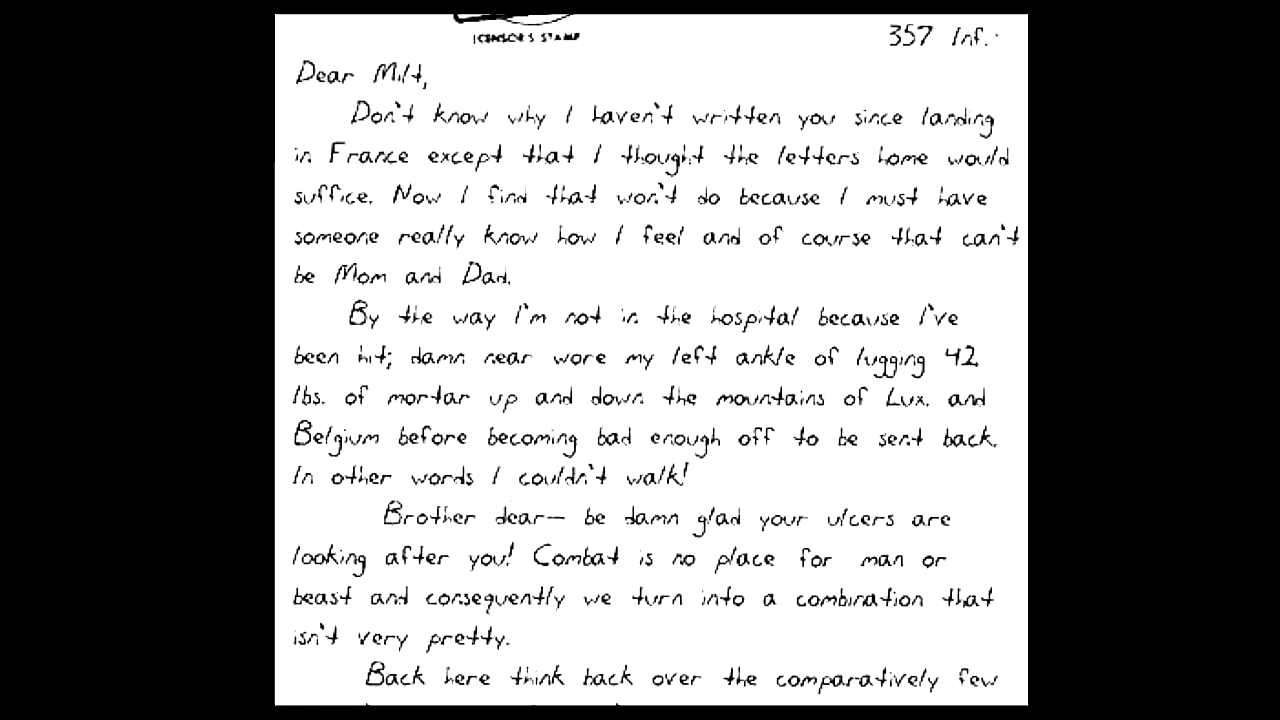 (CENSOR'S STAMP
357 Inf.
Dear Milt,
Don't know why I haven't written you since landing
in France except that I thought the letters home would
suffice. Now I find that won't do because I must have
someone really know how I feel and of course that can't
be Mom and Dad.
By the way I'm not in the hospital because I've
been hit; damn near wore my left ankle of lugging 42
lbs. of mortar up and down the mountains of Lux. and
Belgium before becoming bad enough off to be sent back.
In other words I couldn't walk!
Brother dear— be damn glad your ulcers are
looking after you! Combat is no place for man or
beast and consequently we turn into a combination that
isn't very pretty.
Back here think back over the comparatively few